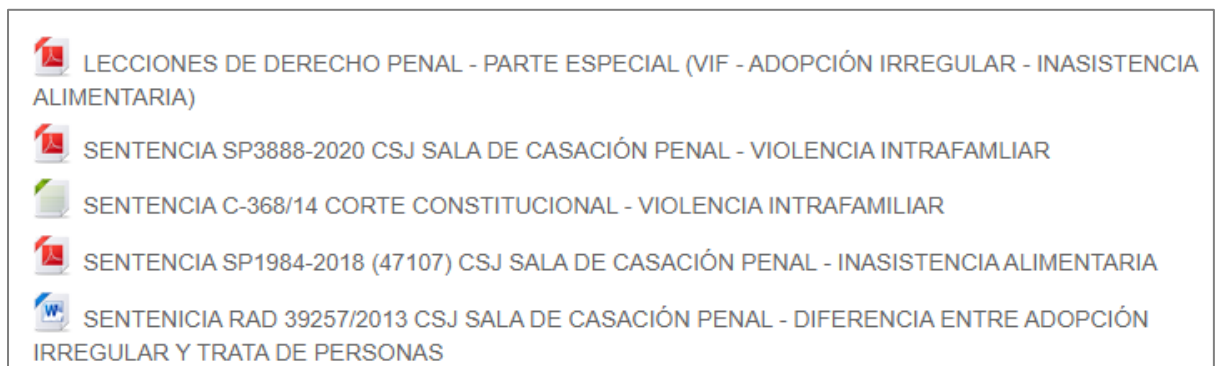 LECCIONES DE DERECHO PENAL - PARTE ESPECIAL (VIF - ADOPCIÓN IRREGULAR - INASISTENCIA
ALIMENTARIA)
SENTENCIA SP3888-2020 CSJ SALA DE CASACIÓN PENAL - VIOLENCIA INTRAFAMLIAR
SENTENCIA C-368/14 CORTE CONSTITUCIONAL - VIOLENCIA INTRAFAMILIAR
SENTENCIA SP1984-2018 (47107) CSJ SALA DE CASACIÓN PENAL - INASISTENCIA ALIMENTARIA
SENTENICIA RAD 39257/2013 CSJ SALA DE CASACIÓN PENAL - DIFERENCIA ENTRE ADOPCIÓN
IRREGULAR Y TRATA DE PERSONAS